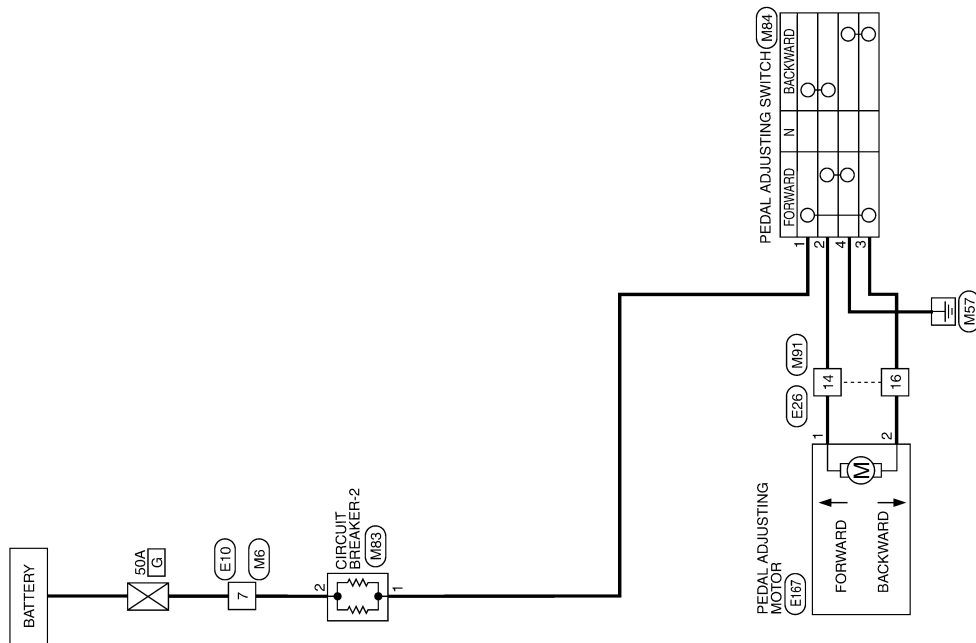 BATTERY
50A
G
7
E10
M6
2
CIRCUIT
BREAKER-2
M83
1
PEDAL ADJUSTING SWITCH
M84
FORWARD
N
BACKWARD
1
2
4
3
M57
E26
M91
14
16
PEDAL ADJUSTING
MOTOR
E167
1
2
M
FORWARD
BACKWARD